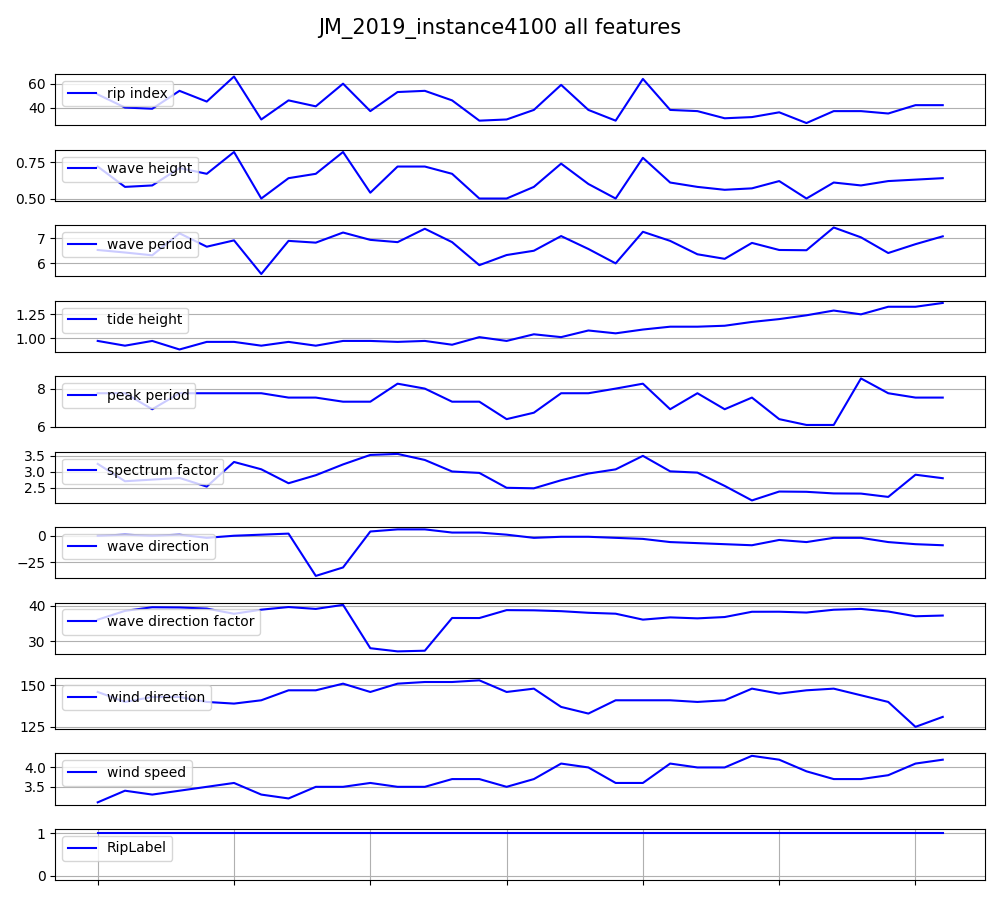 JM_2019_instance4100 all features
60
40
rip index
0.75
0.50
wave height
7
6
wave period
1.25
1.00
tide height
8
6
peak period
3.5
3.0
2.5
spectrum factor
0
−25
wave direction
40
30
wave direction factor
150
125
wind direction
4.0
3.5
wind speed
1
0
RipLabel